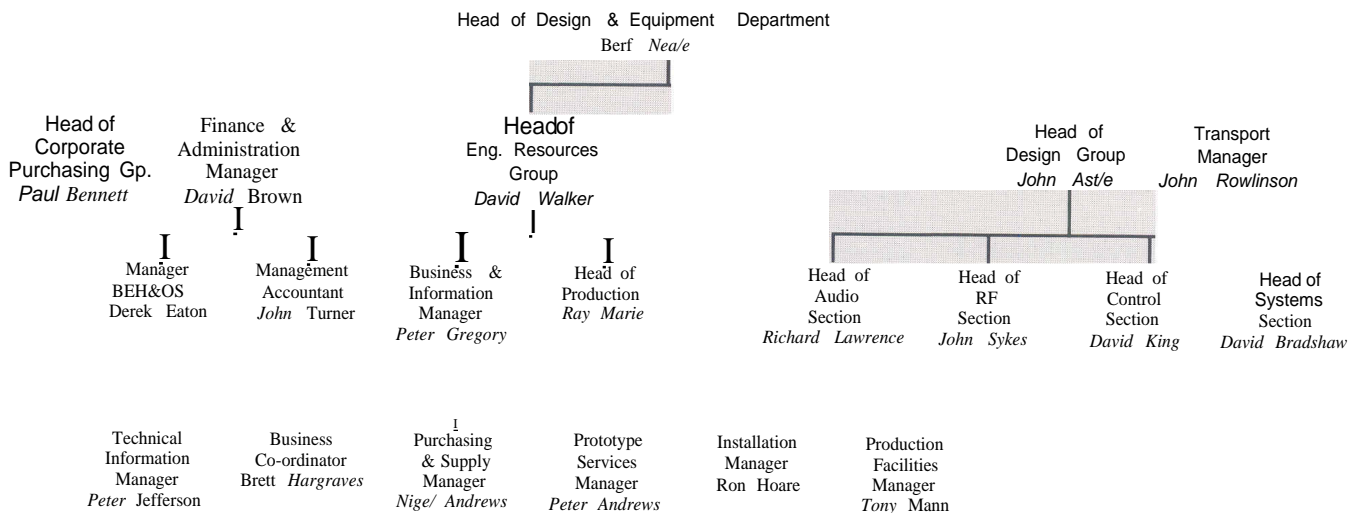 Head of Design & Equipment Department
Berf Nea/e
Head of
Corporate
Purchasing Gp.
Paul Bennett
Finance &
Administration
Manager
David Brown
Headof
Eng. Resources
Group
David Walker
Head of
Design Group
John Ast/e
Transport
Manager
John Rowlinson
Manager
BEH&OS
Derek Eaton
Management
Accountant
John Turner
Business &
Information
Manager
Peter Gregory
Head of
Production
Ray Marie
Head of
Audio
Section
Richard Lawrence
Head of
RF
Section
John Sykes
Head of
Control
Section
David King
Head of
Systems
Section
David Bradshaw
Technical
Information
Manager
Peter Jefferson
Business
Co-ordinator
Brett Hargraves
Purchasing
& Supply
Manager
Nige/ Andrews
Prototype
Services
Manager
Peter Andrews
Installation
Manager
Ron Hoare
Production
Facilities
Manager
Tony Mann